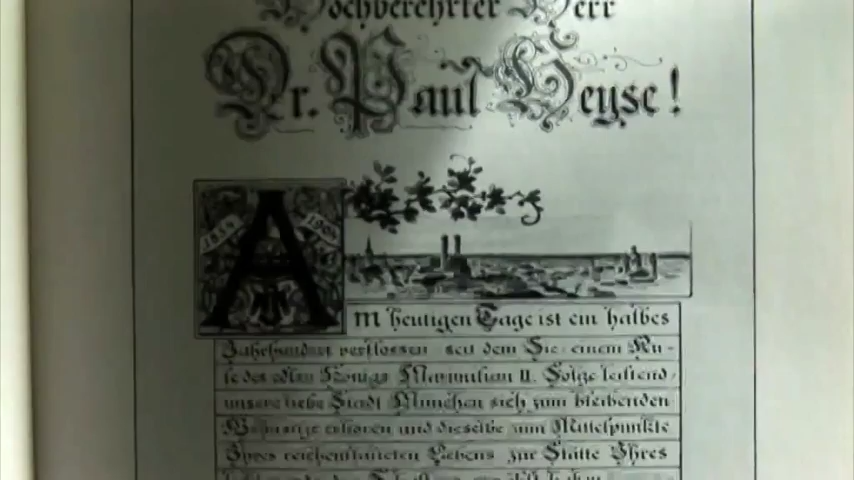 Hochverehrter Herr
Dr. Paul Heyse!
1854 1904
Am heutigen Tage ist ein halbes
Jahrhundert verflossen seit dem Sie einem Ru-
fe des edlen Königs Maximilian II. Folge leistend,
unsere liebe Stadt München sich zum bleibenden
Wohnsitze erkoren und dieselbe zum Mittelpunkte
Ihres reichentfalteten Lebens zur Stätte Ihres